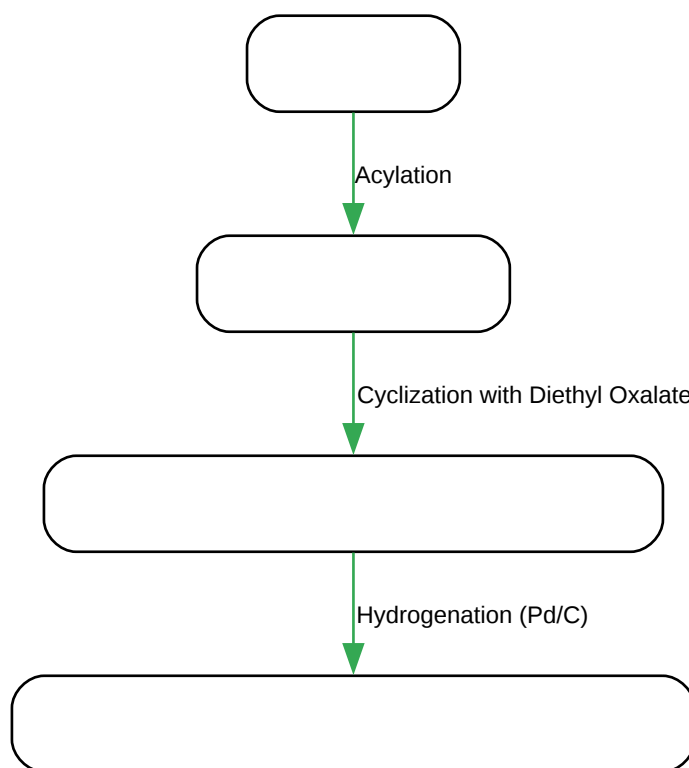 Acylation
Cyclization with Diethyl Oxalate
Hydrogenation (Pd/C)